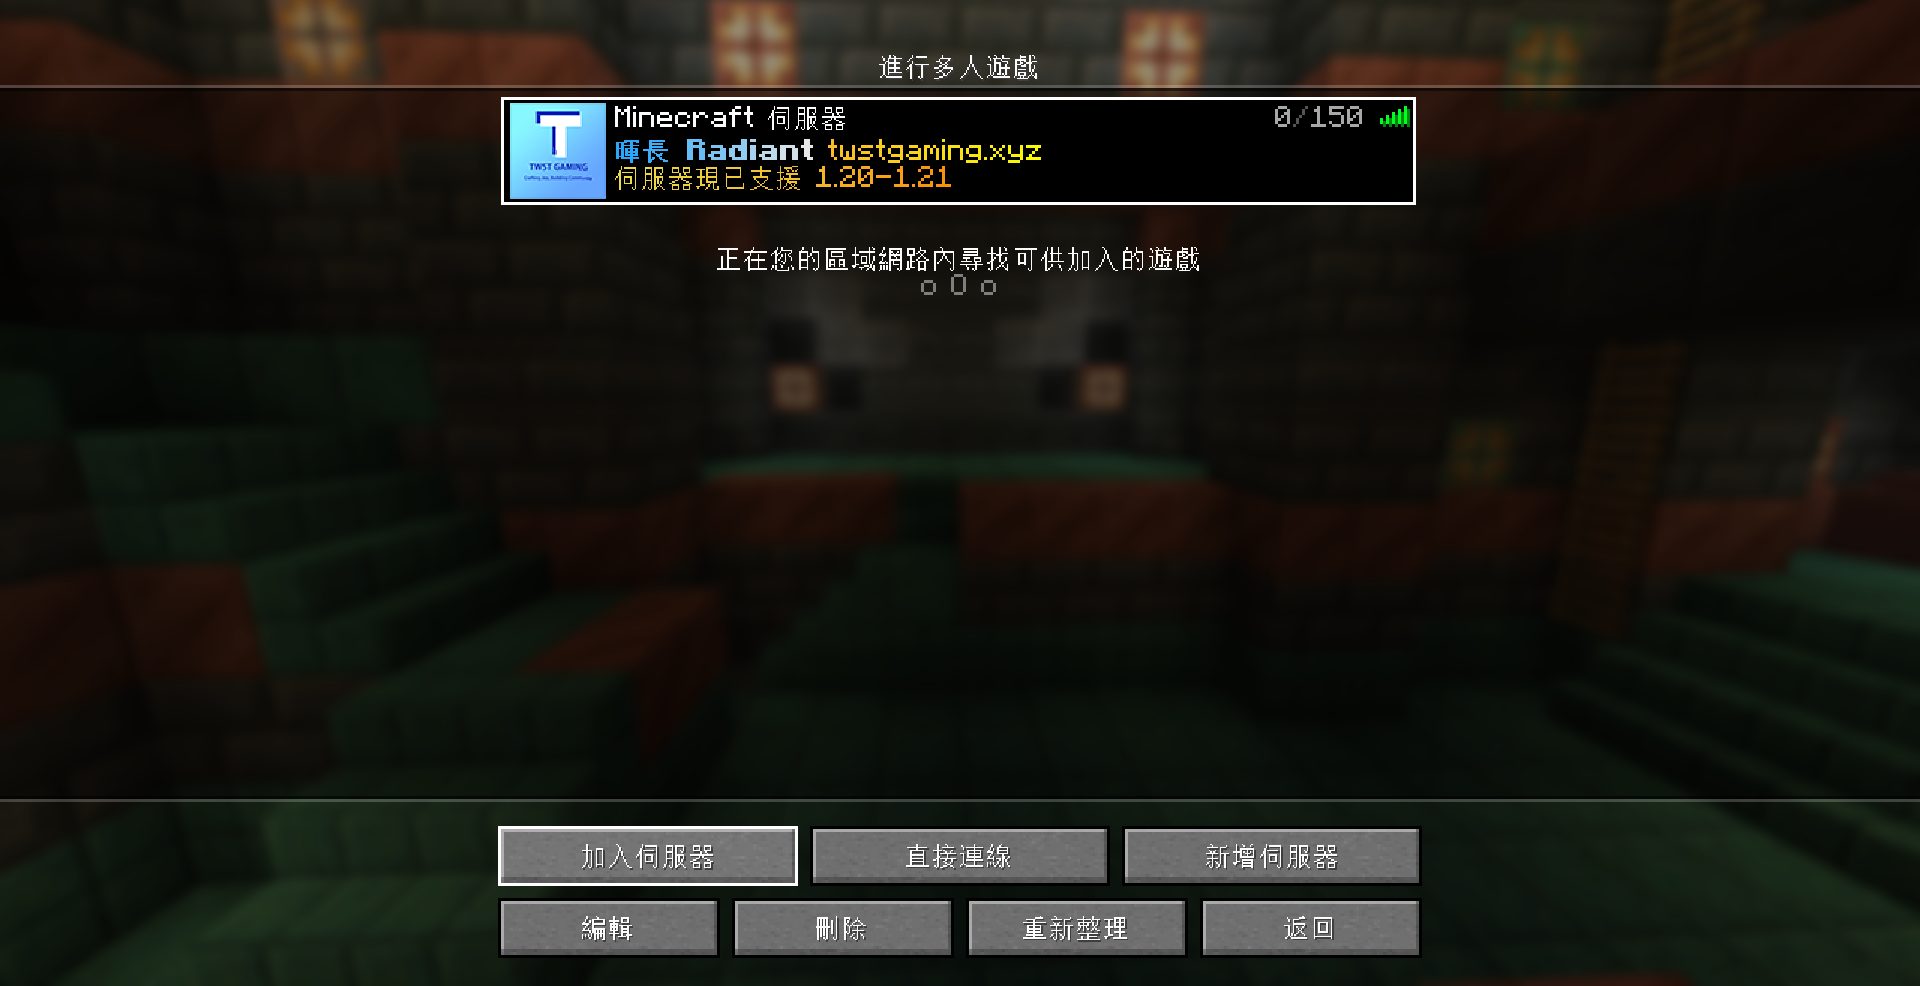 進行多人遊戲
Minecraft 伺服器 0/150
暉長 Radiant twstgaming.xyz
伺服器現已支援 1.20-1.21
T
TWST GAMING
正在您的區域網路內尋找可供加入的遊戲
o O o
加入伺服器 直接連線 新增伺服器
編輯 刪除 重新整理 返回